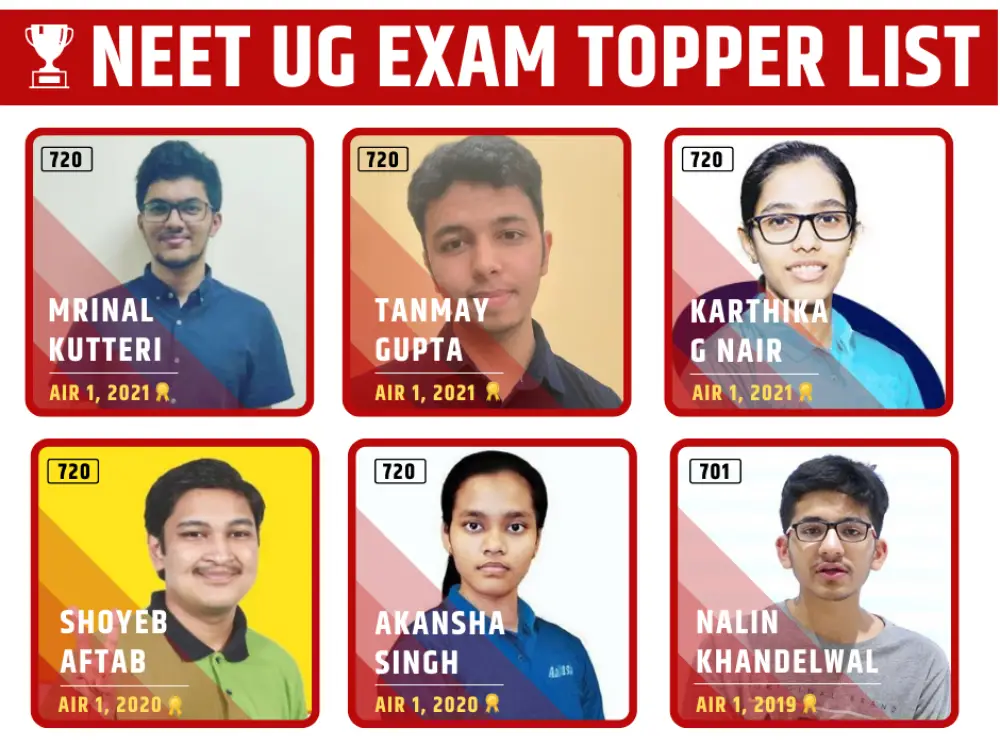 NEET UG EXAM TOPPER LIST
720
MRINAL
KUTTERI
AIR 1, 2021
720
TANMAY
GUPTA
AIR 1, 2021
720
KARTHIKA
G NAIR
AIR 1, 2021
720
SHOYEB
AFTAB
AIR 1, 2020
720
AKANSHA
SINGH
AIR 1, 2020
701
NALIN
KHANDELWAL
AIR 1, 2019